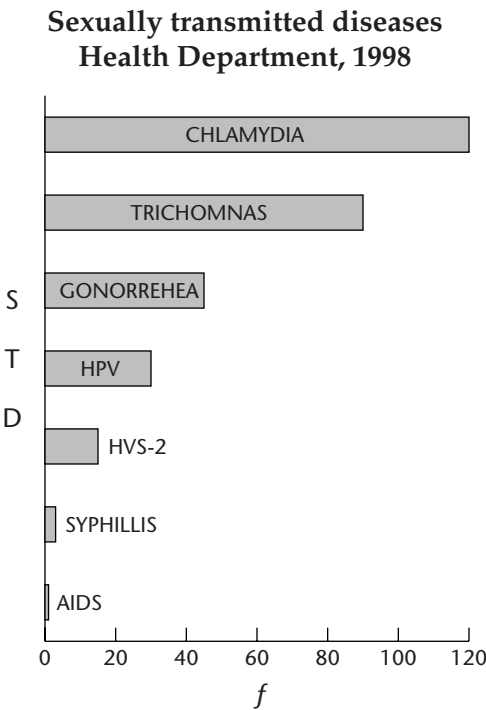 Sexually transmitted diseases
Health Department, 1998
CHLAMYDIA
TRICHOMNAS
GONORREHEA
HPV
HVS-2
SYPHILLIS
AIDS
S
T
D
0 20 40 60 80 100 120
f